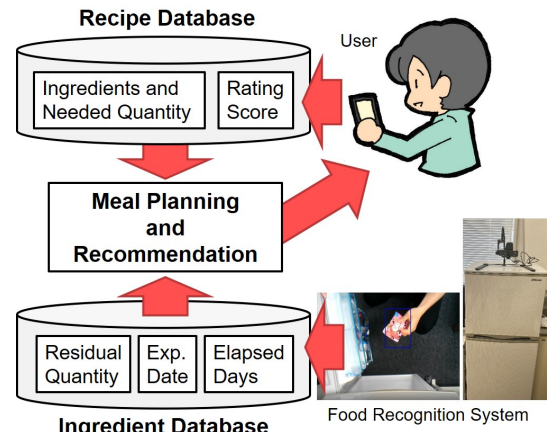 Recipe Database
User
Ingredients and
Needed Quantity
Rating
Score
Meal Planning
and
Recommendation
Residual
Quantity
Exp.
Date
Elapsed
Days
Food Recognition System
Ingredient Database